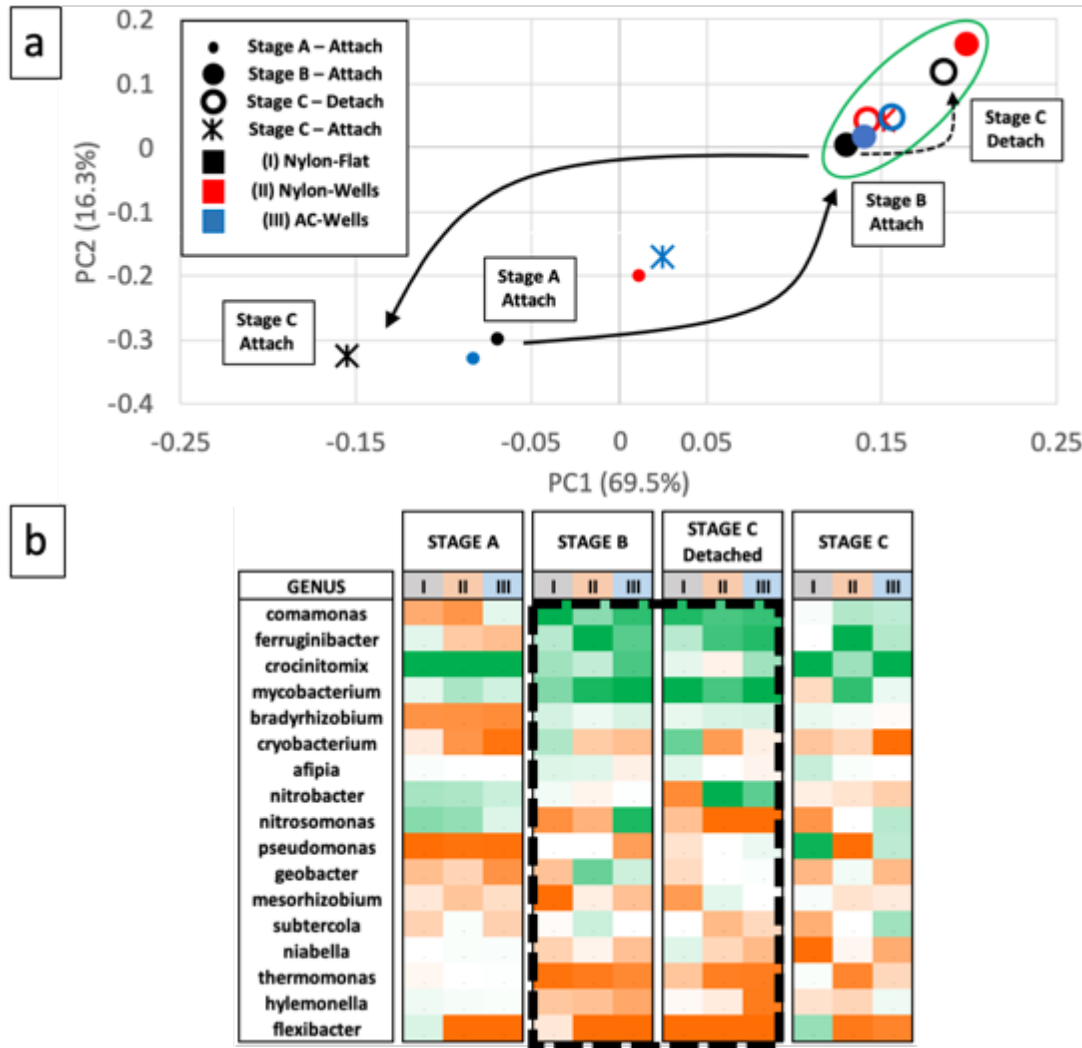 a
Stage A – Attach
Stage B – Attach
Stage C – Detach
Stage C – Attach
(I) Nylon-Flat
(II) Nylon-Wells
(III) AC-Wells
0.2
0.1
0
-0.1
-0.2
-0.3
-0.4
PC2 (16.3%)
Stage C
Detach
Stage B
Attach
Stage A
Attach
Stage C
Attach
-0.25
-0.15
-0.05
0
0.05
0.15
0.25
PC1 (69.5%)
b
STAGE A
STAGE B
STAGE C
Detached
STAGE C
GENUS I II III I II III I II III I II III
comamonas
ferruginibacter
crocinitomix
mycobacterium
bradyrhizobium
cryobacterium
afipia
nitrobacter
nitrosomonas
pseudomonas
geobacter
mesorhizobium
subtercola
niabella
thermomonas
hylemonella
flexibacter